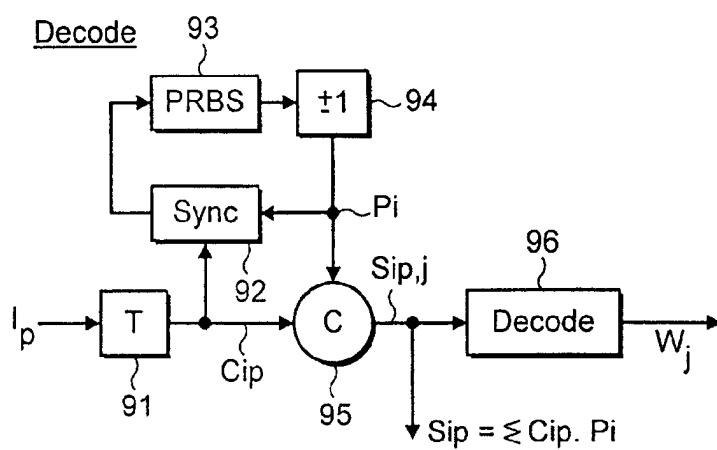 Decode
93
PRBS
±1
94
Sync
Pi
92
Sip,j
96
Ip
T
C
Decode
Wj
Cip
91
95
Sip = ≶ Cip. Pi